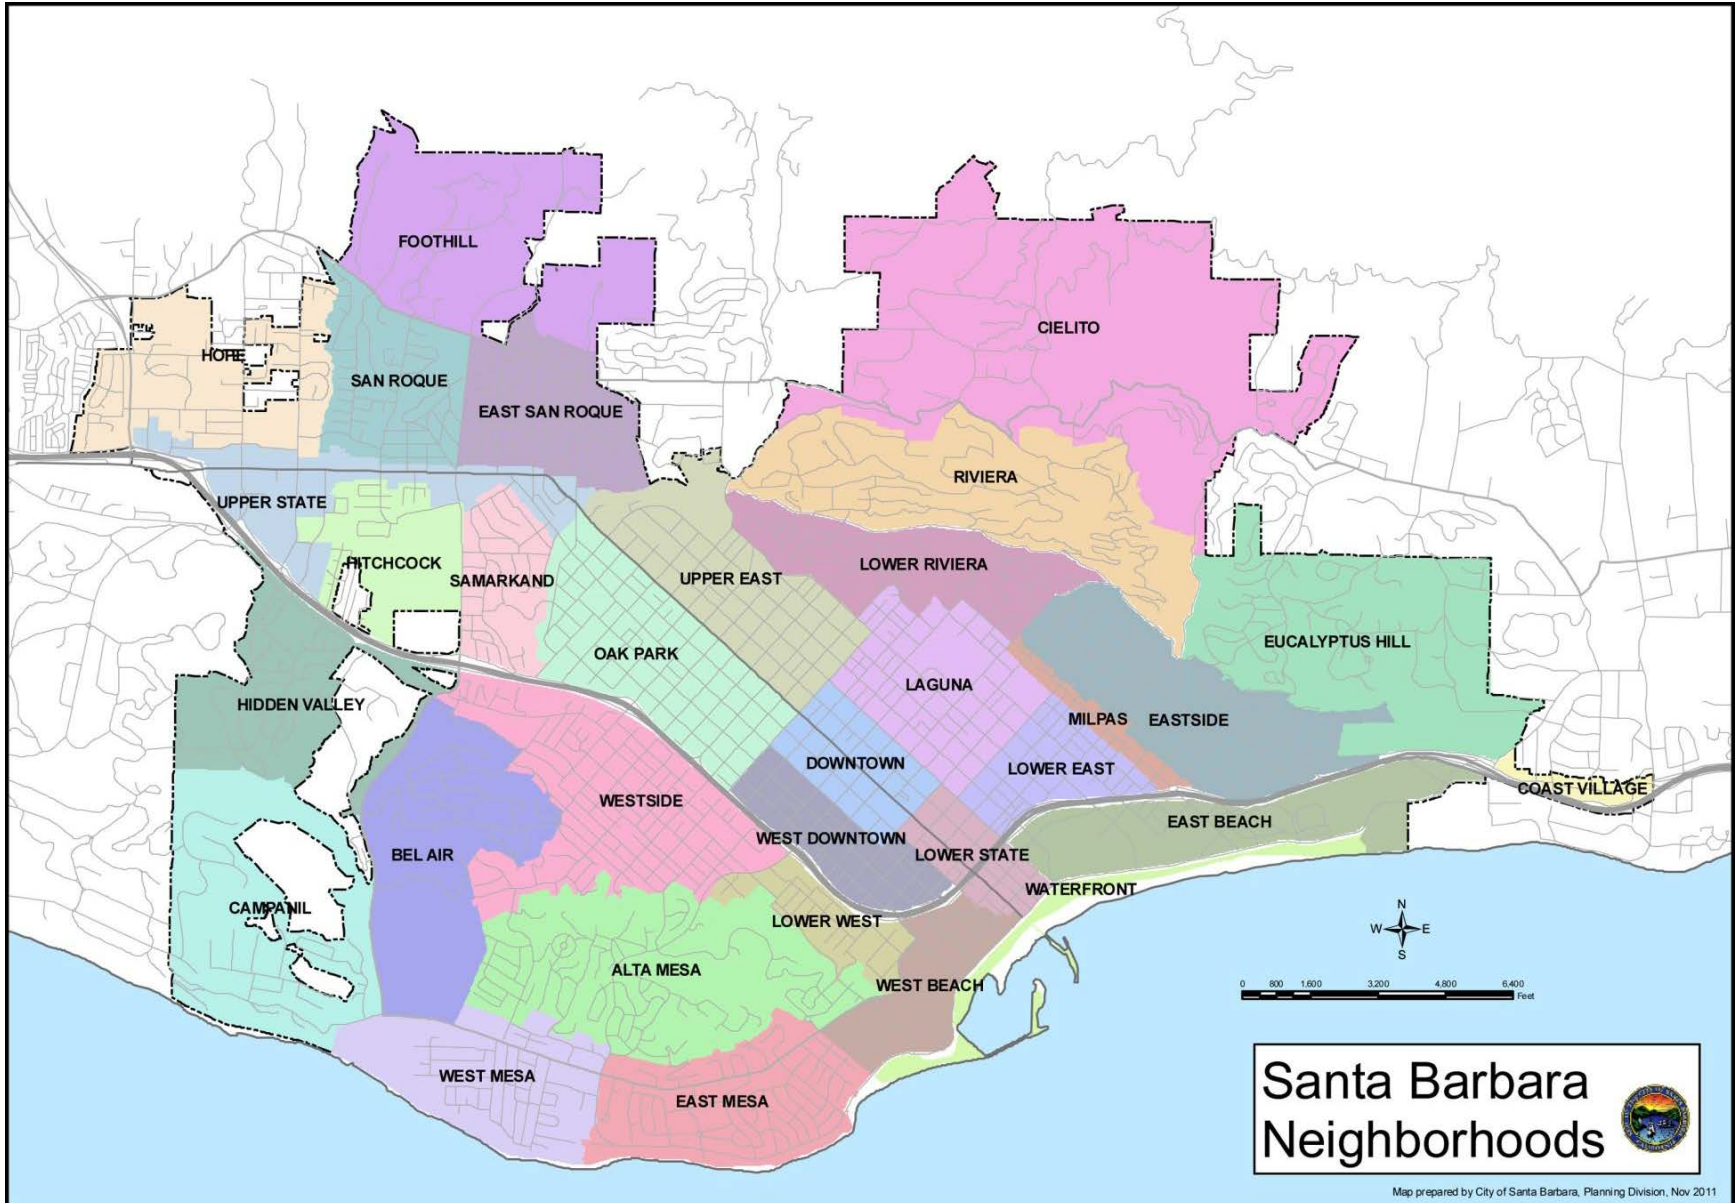 FOOTHILL
CIELITO
HOPE
SAN ROQUE
EAST SAN ROQUE
RIVIERA
UPPER STATE
HITCHCOCK
SAMARKAND
UPPER EAST
LOWER RIVIERA
EUCALYPTUS HILL
OAK PARK
LAGUNA
HIDDEN VALLEY
MILPAS
EASTSIDE
DOWNTOWN
LOWER EAST
COAST VILLAGE
WESTSIDE
EAST BEACH
WEST DOWNTOWN
BEL AIR
LOWER STATE
WATERFRONT
CAMPANIL
LOWER WEST
ALTA MESA
WEST BEACH
WEST MESA
EAST MESA
N
W E
S
0 800 1,600 3,200 4,800 6,400
Feet
Santa Barbara
Neighborhoods
Map prepared by City of Santa Barbara, Planning Division, Nov 2011